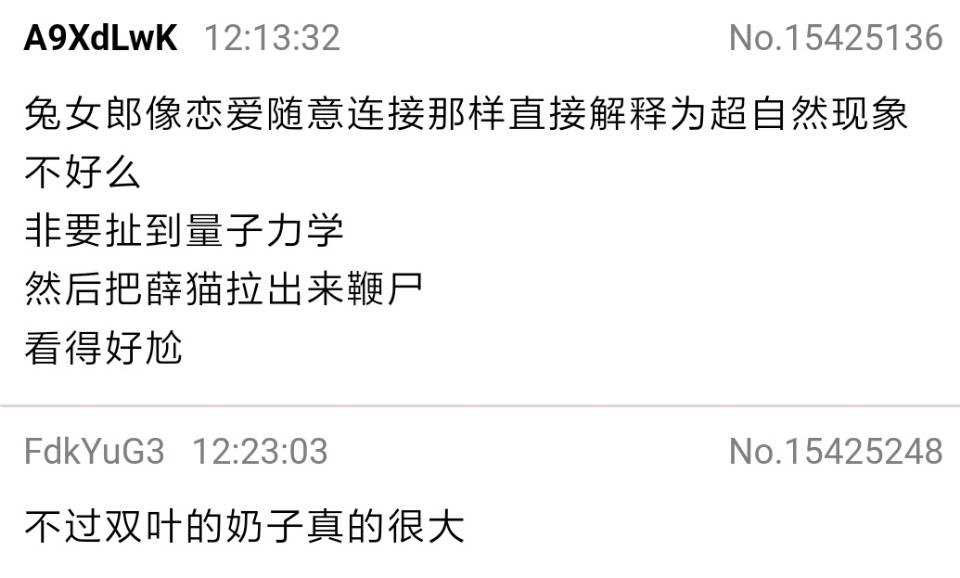 A9XdLwK 12:13:32 No.15425136
兔女郎像恋爱随意连接那样直接解释为超自然现象
不好么
非要扯到量子力学
然后把薛猫拉出来鞭尸
看得好尬
FdkYuG3 12:23:03 No.15425248
不过双叶的奶子真的很大